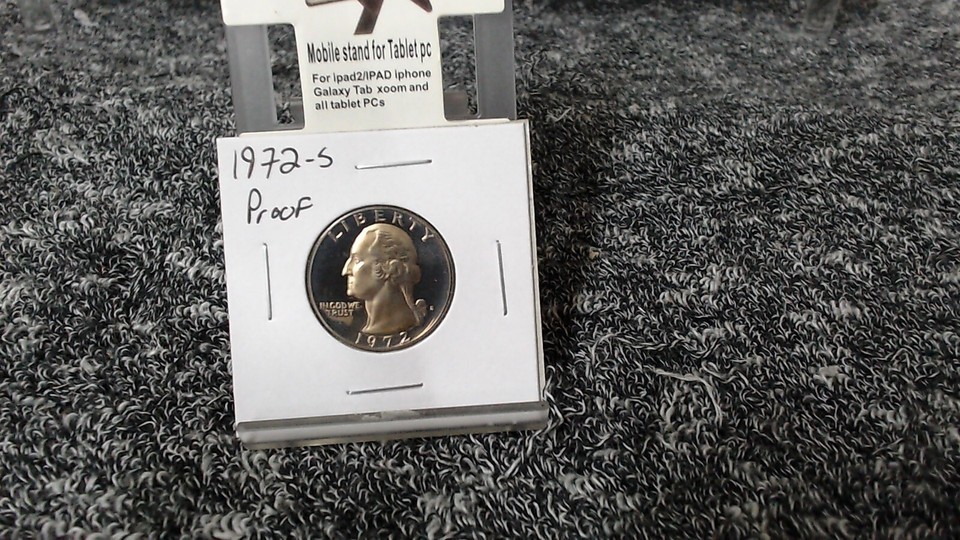 Mobile stand for Tablet pc
For ipad2/IPAD iphone
Galaxy Tab xoom and
all tablet PCs
1972-S
Proof
LIBERTY
IN GOD WE
TRUST
S
1972